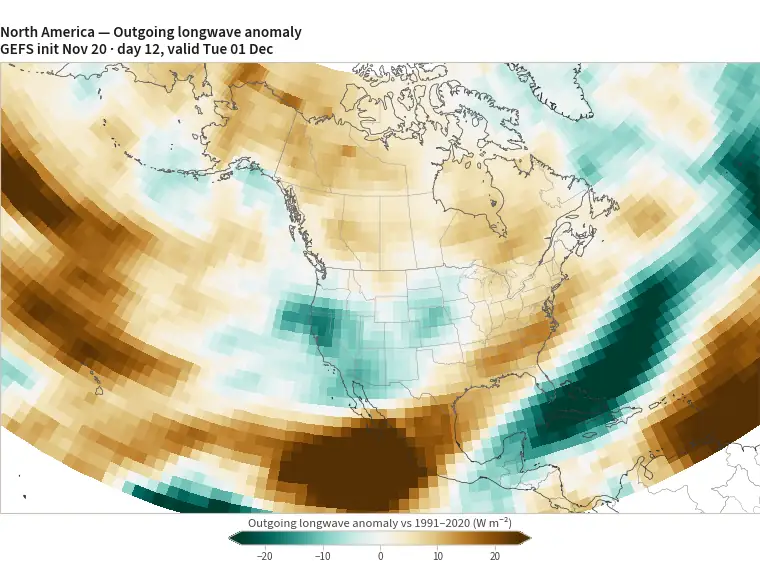 North America — Outgoing longwave anomaly
GEFS init Nov 20 · day 12, valid Tue 01 Dec
Outgoing longwave anomaly vs 1991–2020 (W m⁻²)
−20 −10 0 10 20